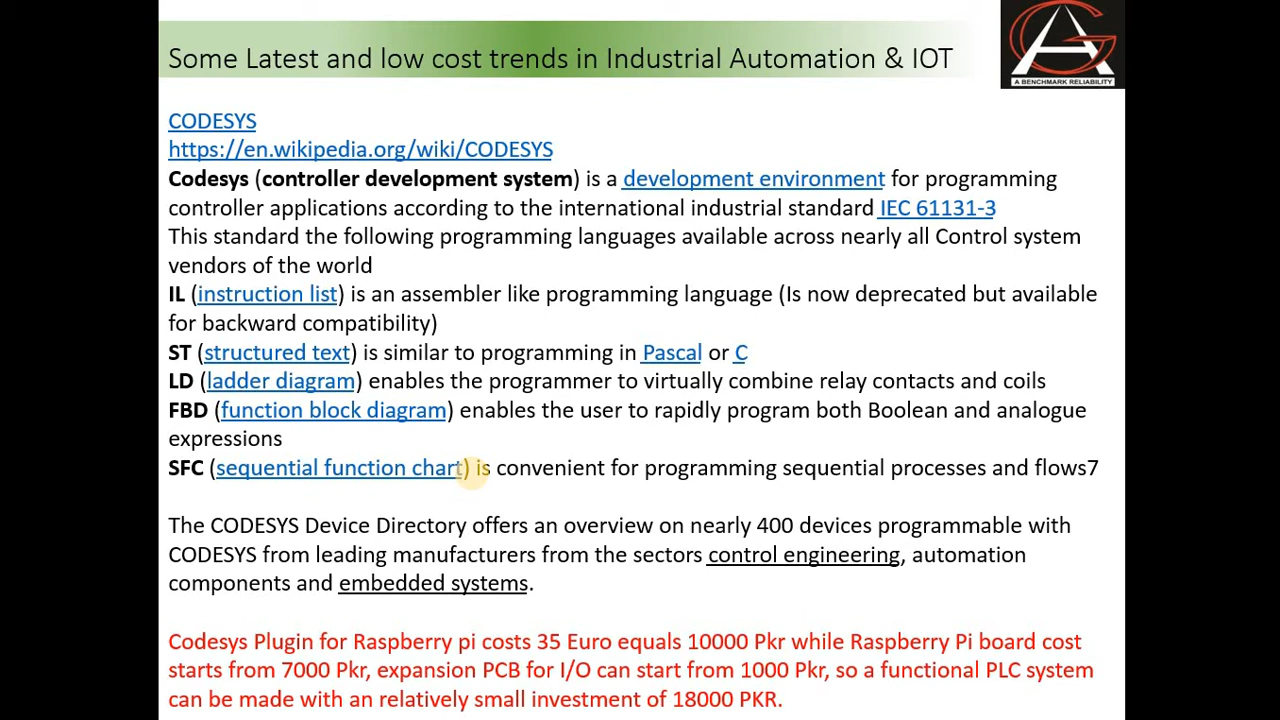 Some Latest and low cost trends in Industrial Automation & IOT
A BENCHMARK RELIABILITY
CODESYS
https://en.wikipedia.org/wiki/CODESYS
Codesys (controller development system) is a development environment for programming
controller applications according to the international industrial standard IEC 61131-3
This standard the following programming languages available across nearly all Control system
vendors of the world
IL (instruction list) is an assembler like programming language (Is now deprecated but available
for backward compatibility)
ST (structured text) is similar to programming in Pascal or C
LD (ladder diagram) enables the programmer to virtually combine relay contacts and coils
FBD (function block diagram) enables the user to rapidly program both Boolean and analogue
expressions
SFC (sequential function chart) is convenient for programming sequential processes and flows7
The CODESYS Device Directory offers an overview on nearly 400 devices programmable with
CODESYS from leading manufacturers from the sectors control engineering, automation
components and embedded systems.
Codesys Plugin for Raspberry pi costs 35 Euro equals 10000 Pkr while Raspberry Pi board cost
starts from 7000 Pkr, expansion PCB for I/O can start from 1000 Pkr, so a functional PLC system
can be made with an relatively small investment of 18000 PKR.